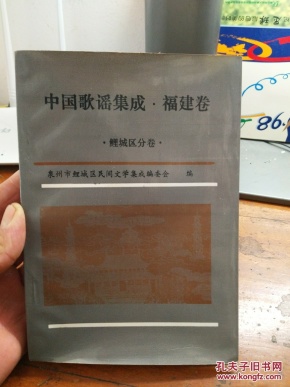 中国歌谣集成·福建卷
·鲤城区分卷·
泉州市鲤城区民间文学集成编委会 编
98.
孔夫子旧书网